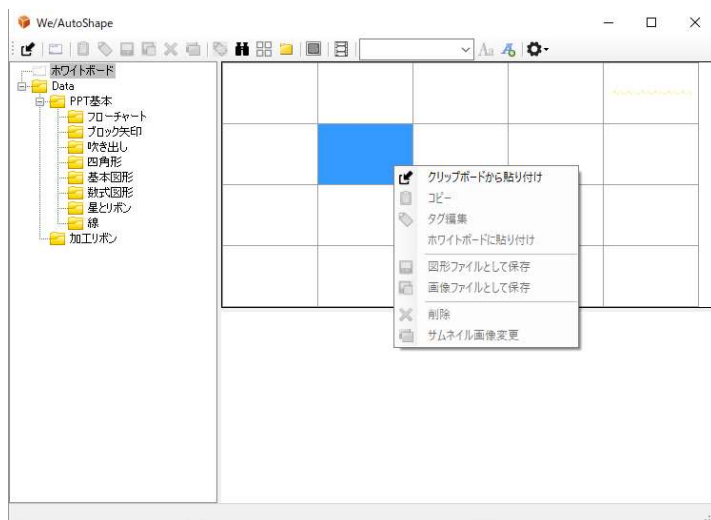 We/AutoShape
Aa
ホワイトボード
Data
PPT基本
フローチャート
ブロック矢印
吹き出し
四角形
基本図形
数式図形
星とリボン
線
加工リボン
クリップボードから貼り付け
コピー
タグ編集
ホワイトボードに貼り付け
図形ファイルとして保存
画像ファイルとして保存
削除
サムネイル画像変更